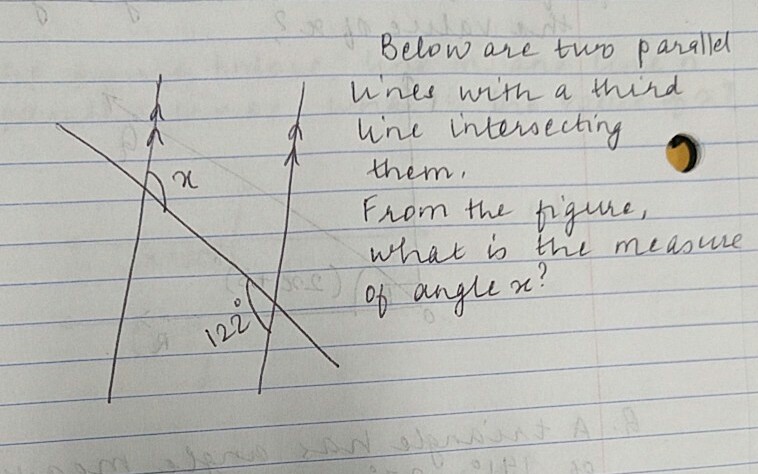 Below are two parallel
lines with a third
line intersecting
them.
From the figure,
what is the measure
of angle x?
x
122°